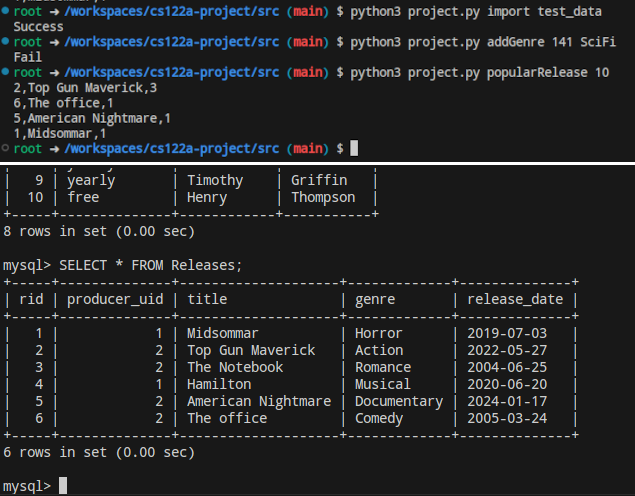 1,Midsommar,1
root ➜ /workspaces/cs122a-project/src (main) $ python3 project.py import test_data
Success
root ➜ /workspaces/cs122a-project/src (main) $ python3 project.py addGenre 141 SciFi
Fail
root ➜ /workspaces/cs122a-project/src (main) $ python3 project.py popularRelease 10
2,Top Gun Maverick,3
6,The office,1
5,American Nightmare,1
1,Midsommar,1
root ➜ /workspaces/cs122a-project/src (main) $
| 9 | yearly | Timothy | Griffin |
| 10 | free | Henry | Thompson |
+-----+-------------+------------+-----------+
8 rows in set (0.00 sec)
mysql> SELECT * FROM Releases;
+-----+--------------+--------------------+-------------+--------------+
| rid | producer_uid | title | genre | release_date |
+-----+--------------+--------------------+-------------+--------------+
| 1 | 1 | Midsommar | Horror | 2019-07-03 |
| 2 | 2 | Top Gun Maverick | Action | 2022-05-27 |
| 3 | 2 | The Notebook | Romance | 2004-06-25 |
| 4 | 1 | Hamilton | Musical | 2020-06-20 |
| 5 | 2 | American Nightmare | Documentary | 2024-01-17 |
| 6 | 2 | The office | Comedy | 2005-03-24 |
+-----+--------------+--------------------+-------------+--------------+
6 rows in set (0.00 sec)
mysql>